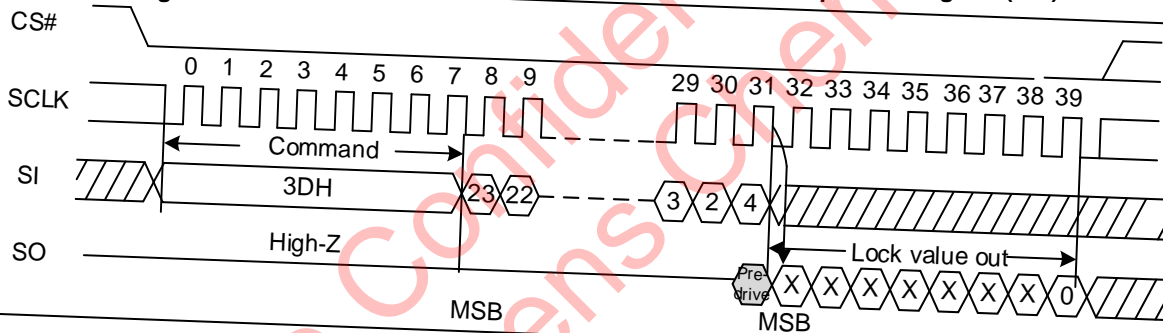 CS#
0 1 2 3 4 5 6 7 8 9 29 30 31 32 33 34 35 36 37 38 39
SCLK
Command
SI
3DH 23 22 3 2 4
High-Z
SO
Lock value out
Pre-
drive X X X X X X X 0
MSB MSB